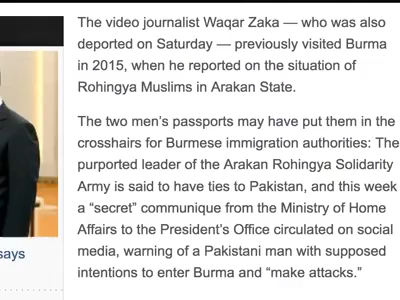 The video journalist Waqar Zaka — who was also
deported on Saturday — previously visited Burma
in 2015, when he reported on the situation of
Rohingya Muslims in Arakan State.
The two men’s passports may have put them in the
crosshairs for Burmese immigration authorities: The
purported leader of the Arakan Rohingya Solidarity
Army is said to have ties to Pakistan, and this week
a “secret” communique from the Ministry of Home
Affairs to the President’s Office circulated on social
media, warning of a Pakistani man with supposed
intentions to enter Burma and “make attacks.”
says